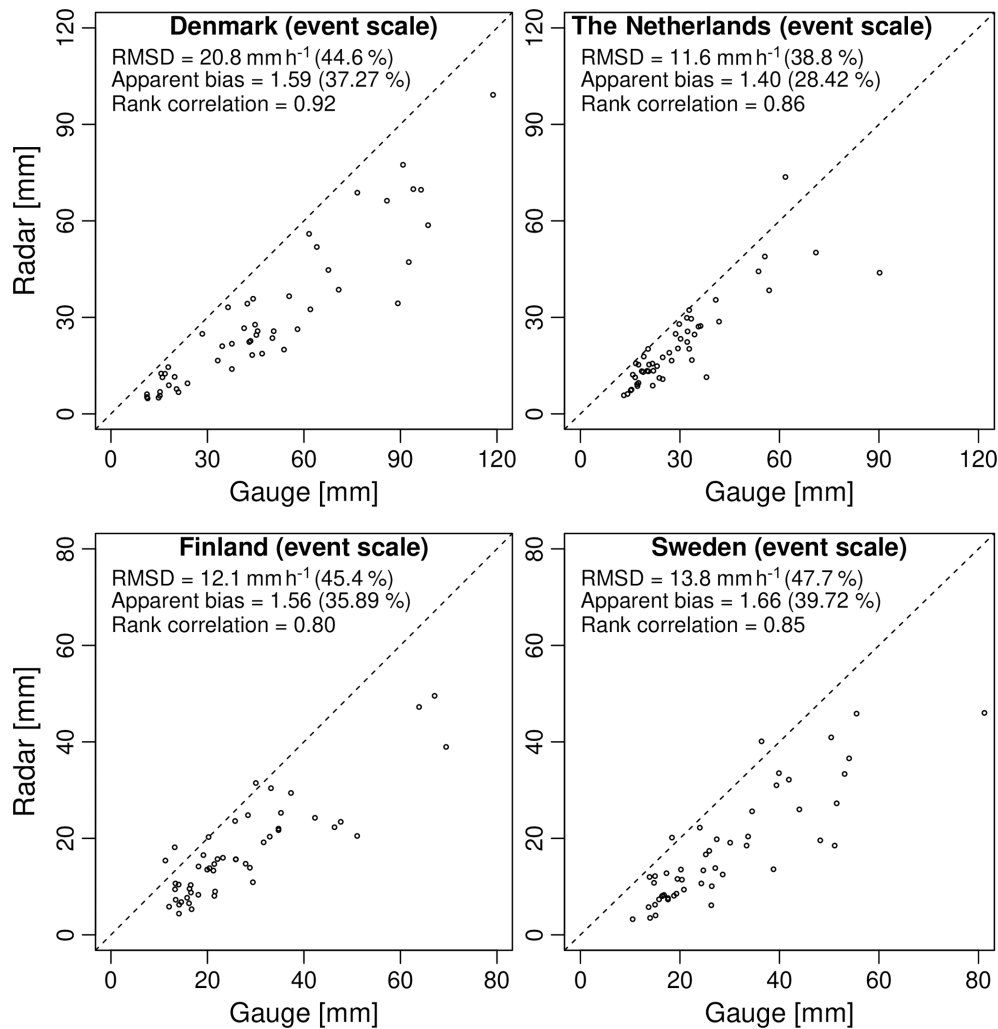 Denmark (event scale)
RMSD = 20.8 mm h⁻¹ (44.6 %)
Apparent bias = 1.59 (37.27 %)
Rank correlation = 0.92
120
90
60
30
0
Radar [mm]
0 30 60 90 120
Gauge [mm]
The Netherlands (event scale)
RMSD = 11.6 mm h⁻¹ (38.8 %)
Apparent bias = 1.40 (28.42 %)
Rank correlation = 0.86
120
90
60
30
0
0 30 60 90 120
Gauge [mm]
Finland (event scale)
RMSD = 12.1 mm h⁻¹ (45.4 %)
Apparent bias = 1.56 (35.89 %)
Rank correlation = 0.80
80
60
40
20
0
Radar [mm]
0 20 40 60 80
Gauge [mm]
Sweden (event scale)
RMSD = 13.8 mm h⁻¹ (47.7 %)
Apparent bias = 1.66 (39.72 %)
Rank correlation = 0.85
80
60
40
20
0
0 20 40 60 80
Gauge [mm]